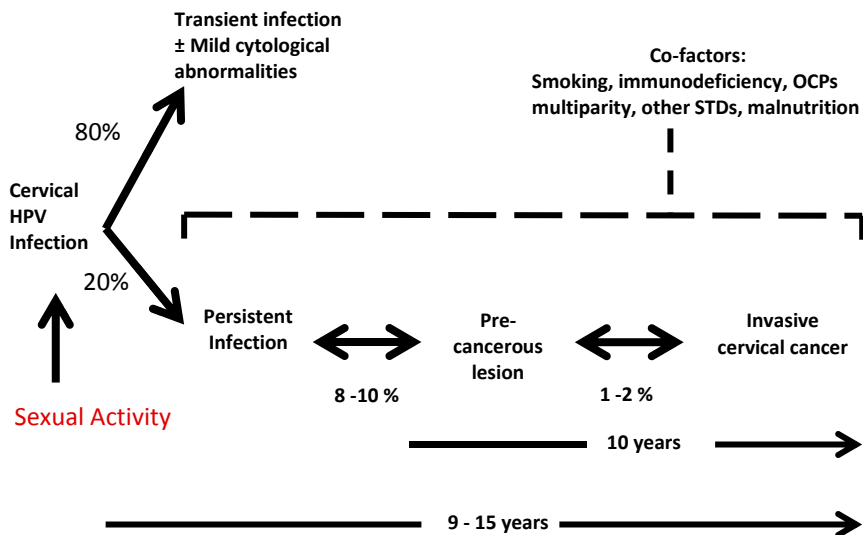 Transient infection
± Mild cytological
abnormalities
Co-factors:
Smoking, immunodeficiency, OCPs
multiparity, other STDs, malnutrition
80%
Cervical
HPV
Infection
20%
Persistent
Infection
Pre-
cancerous
lesion
Invasive
cervical cancer
8 -10 %
1 -2 %
Sexual Activity
10 years
9 - 15 years